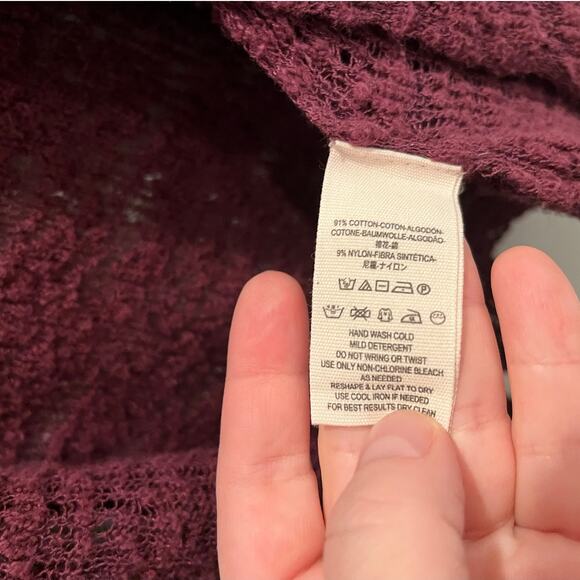 91% COTTON-COTON-ALGODÓN-
COTONE-BAUMWOLLE-ALGODÃO-
棉花-綿
9% NYLON-FIBRA SINTÉTICA-
尼龍-ナイロン
HAND WASH COLD
MILD DETERGENT
DO NOT WRING OR TWIST
USE ONLY NON-CHLORINE BLEACH
AS NEEDED
RESHAPE & LAY FLAT TO DRY
USE COOL IRON IF NEEDED
FOR BEST RESULTS DRY CLEAN